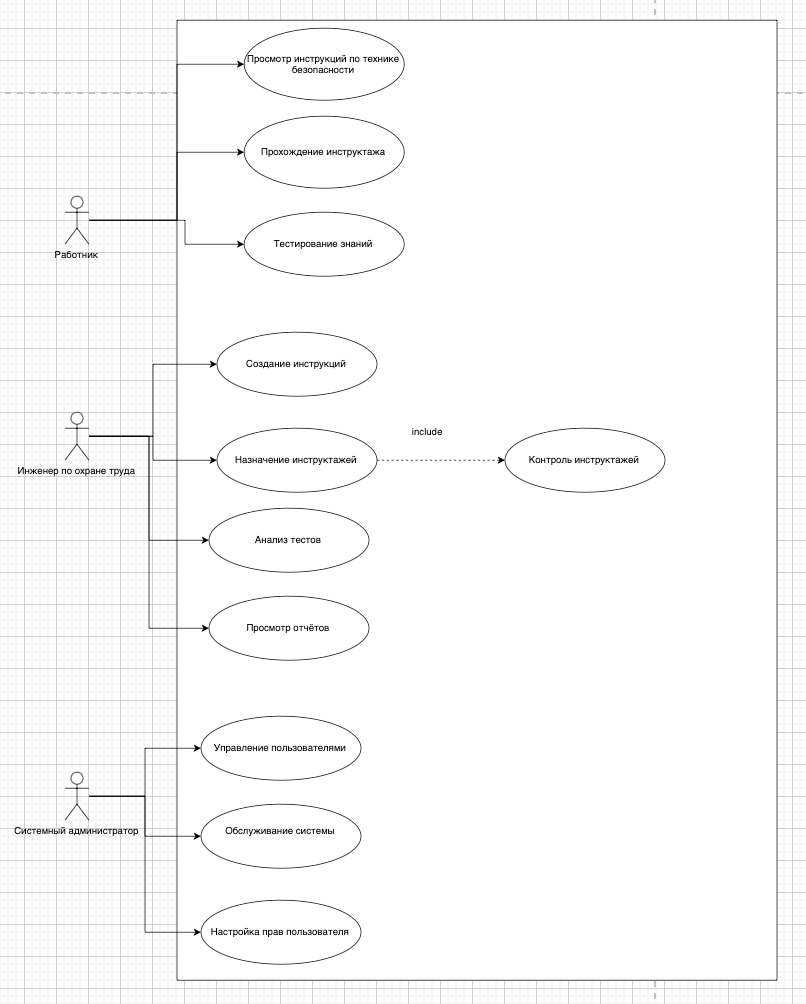 Просмотр инструкций по технике
безопасности
Прохождение инструктажа
Тестирование знаний
Работник
Создание инструкций
include
Назначение инструктажей
Контроль инструктажей
Инженер по охране труда
Анализ тестов
Просмотр отчётов
Управление пользователями
Системный администратор
Обслуживание системы
Настройка прав пользователя